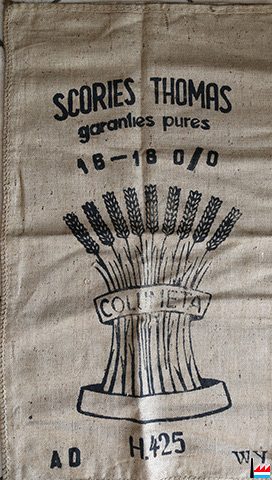 SCORIES THOMAS
garanties pures
16-18 0/0
COLUMETA
H.425
AD